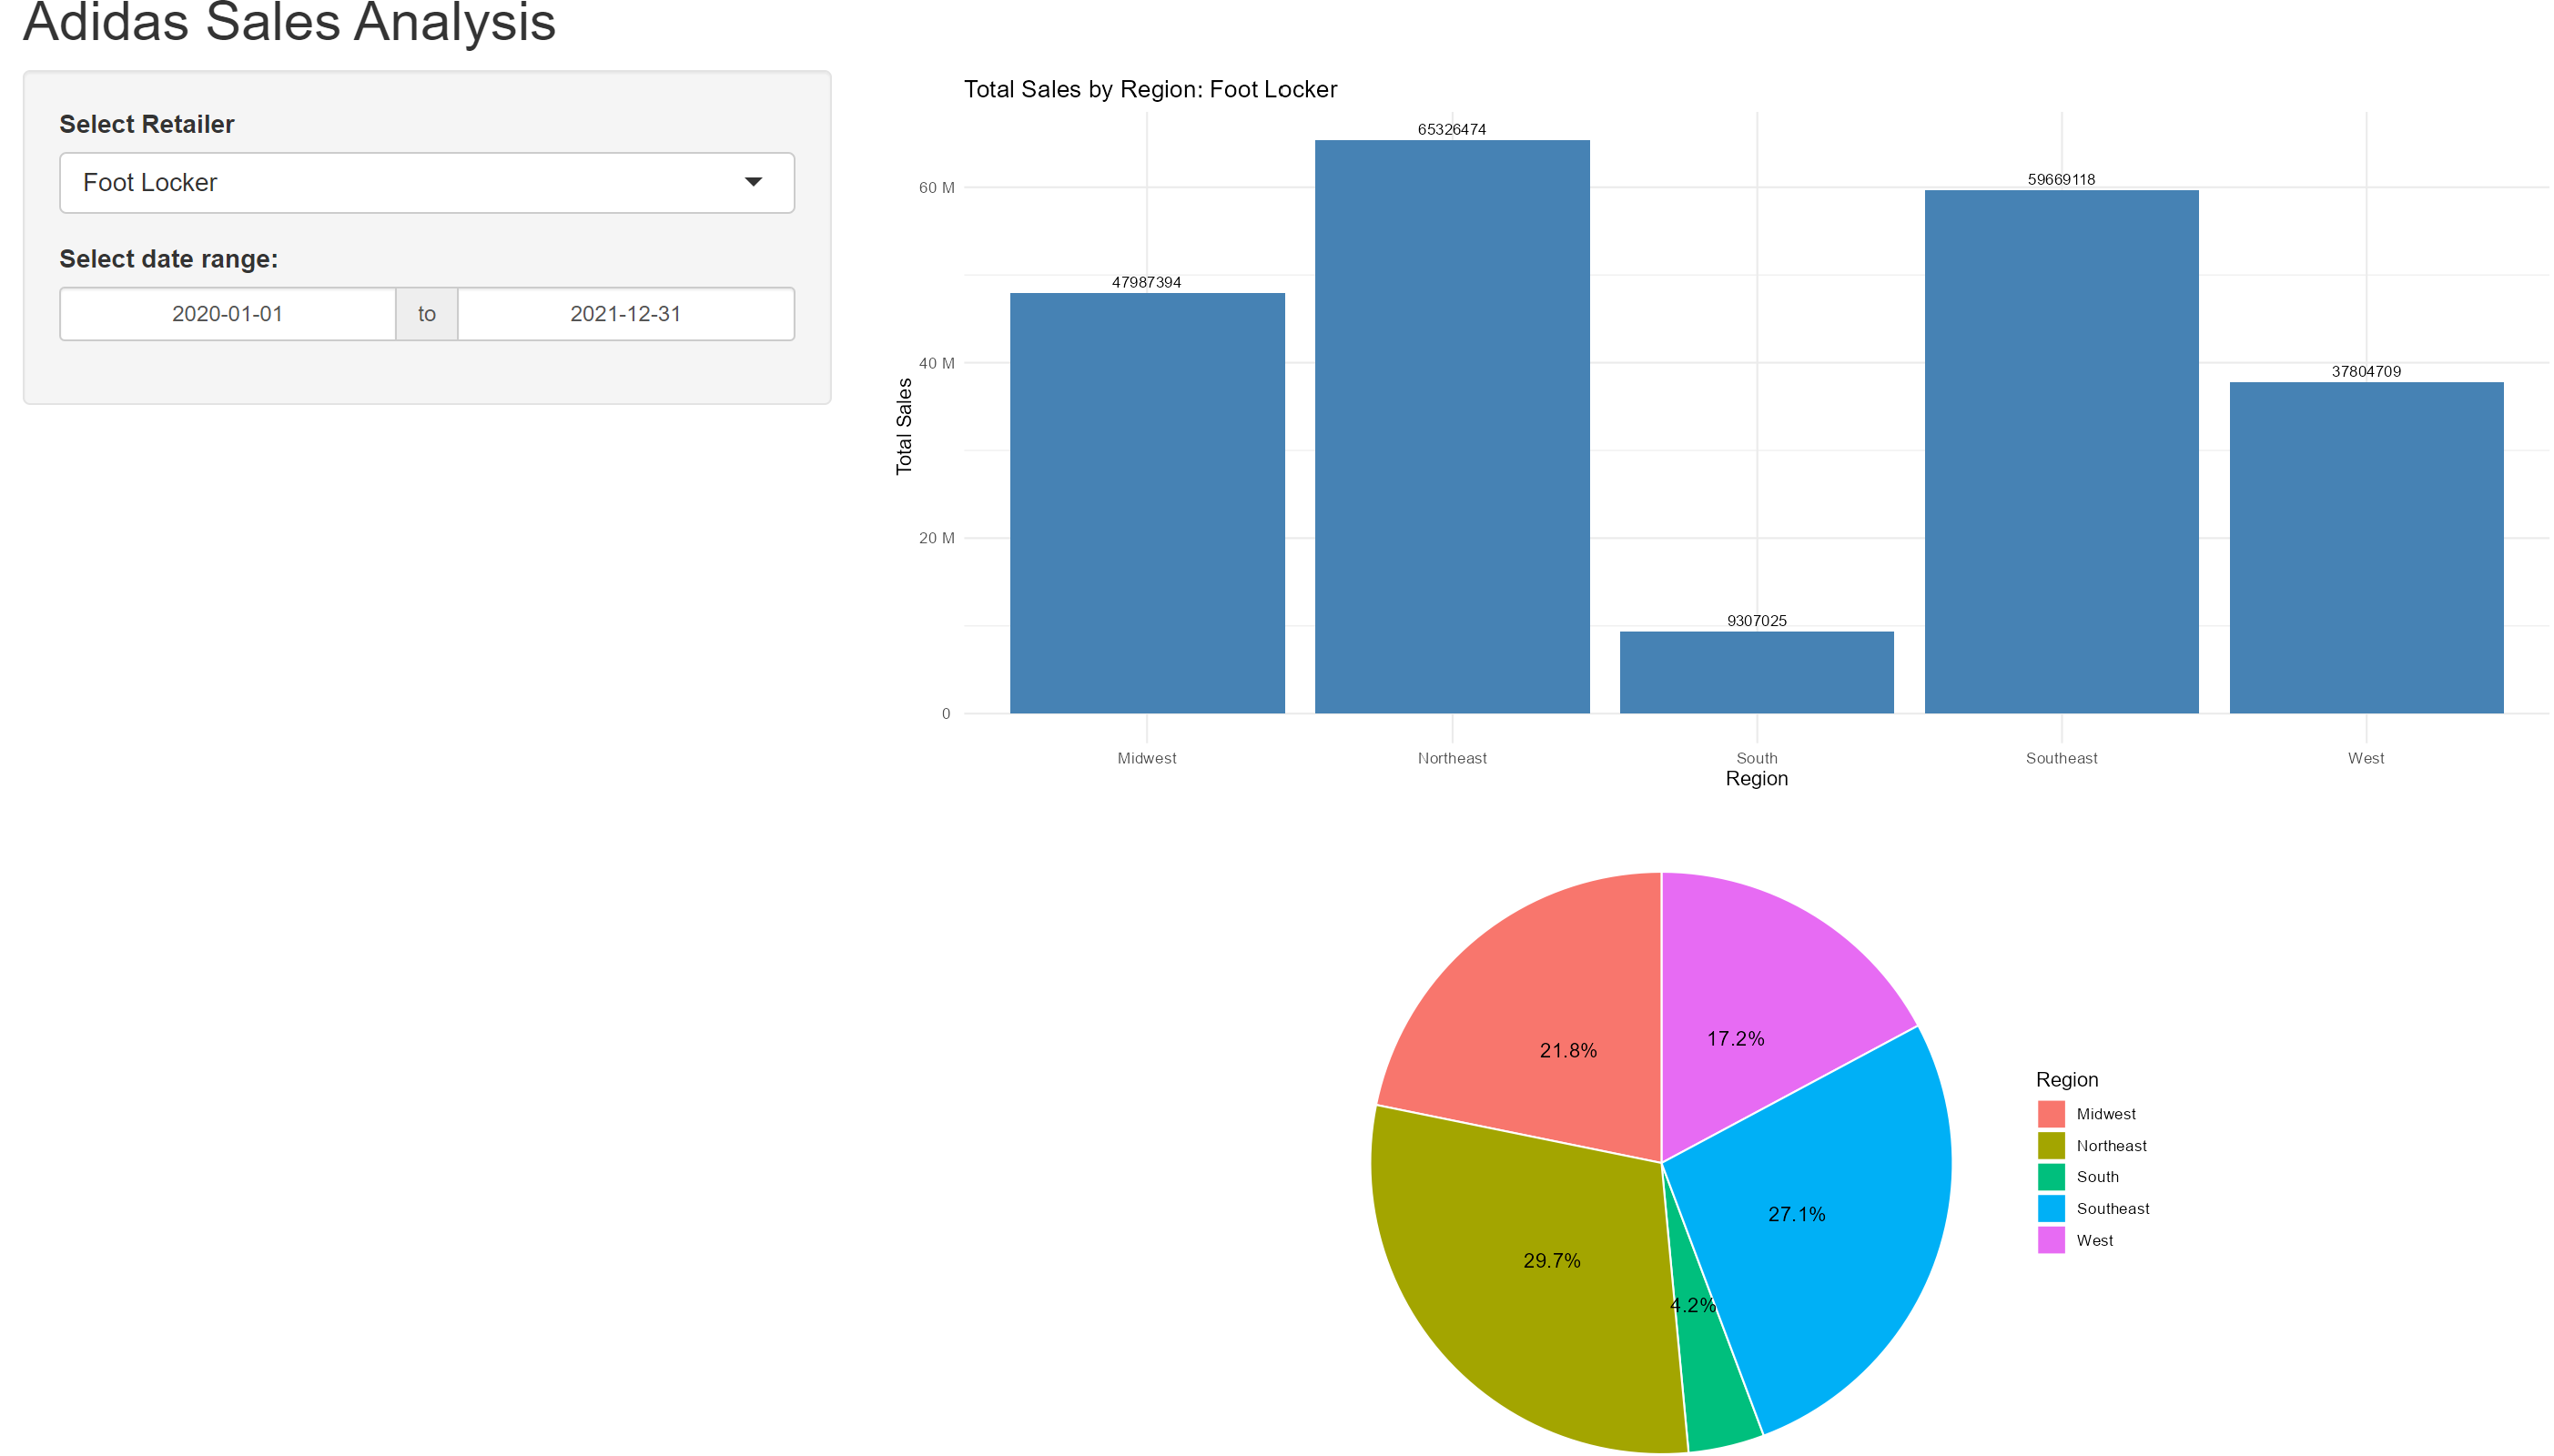 Adidas Sales Analysis
Select Retailer
Foot Locker
Select date range:
2020-01-01 to 2021-12-31
Total Sales by Region: Foot Locker
65326474
60 M
59669118
47987394
40 M
37804709
Total Sales
20 M
9307025
0
Midwest Northeast South Southeast West
Region
17.2%
21.8%
27.1%
29.7%
4.2%
Region
Midwest
Northeast
South
Southeast
West